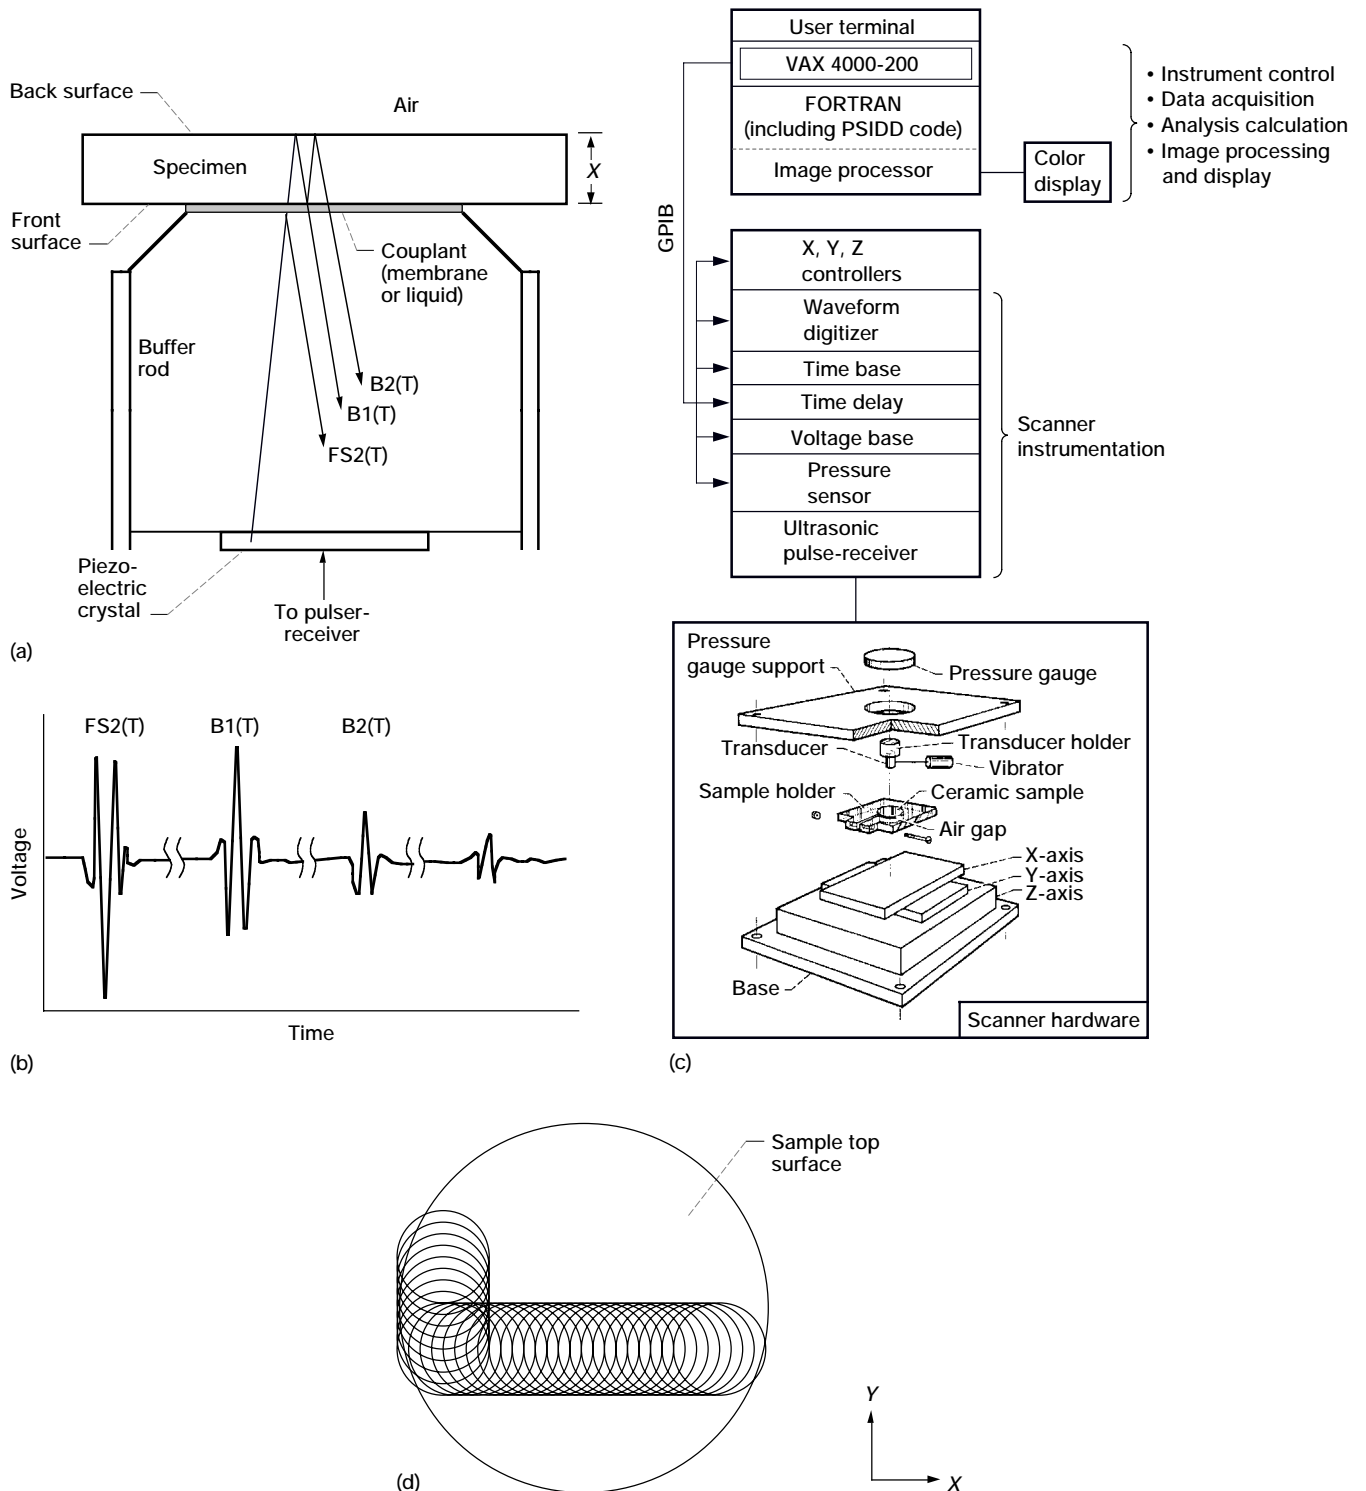 Back surface
Air
Specimen
X
Front
surface
Couplant
(membrane
or liquid)
Buffer
rod
B2(T)
B1(T)
FS2(T)
Piezo-
electric
crystal
To pulser-
receiver
(a)
FS2(T)
B1(T)
B2(T)
Voltage
Time
(b)
User terminal
VAX 4000-200
FORTRAN
(including PSIDD code)
Image processor
Color
display
• Instrument control
• Data acquisition
• Analysis calculation
• Image processing
and display
GPIB
X, Y, Z
controllers
Waveform
digitizer
Time base
Time delay
Voltage base
Pressure
sensor
Ultrasonic
pulse-receiver
Scanner
instrumentation
Pressure
gauge support
Pressure gauge
Transducer
Transducer holder
Vibrator
Sample holder
Ceramic sample
Air gap
X-axis
Y-axis
Z-axis
Base
Scanner hardware
(c)
Sample top
surface
Y
X
(d)